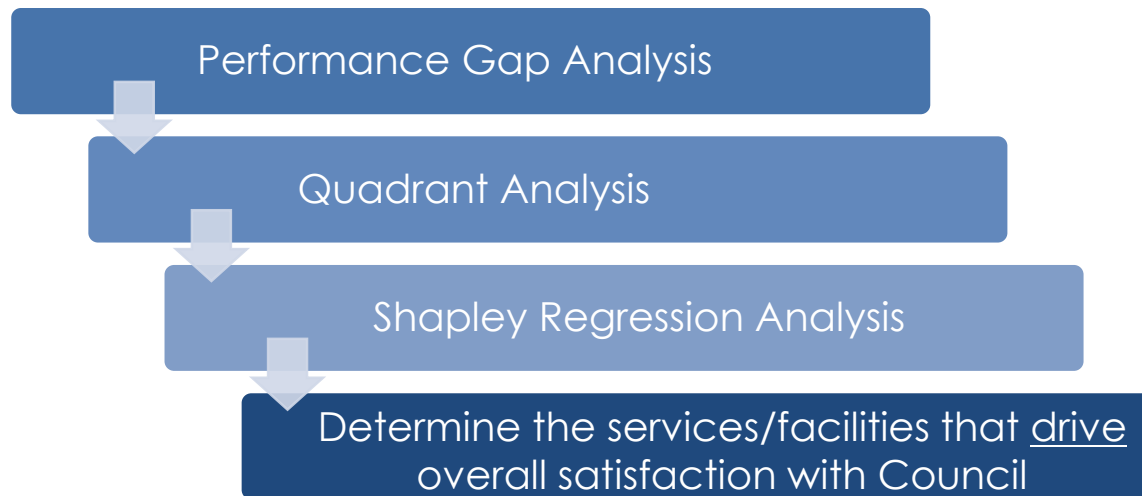 Performance Gap Analysis
Quadrant Analysis
Shapley Regression Analysis
Determine the services/facilities that drive
overall satisfaction with Council